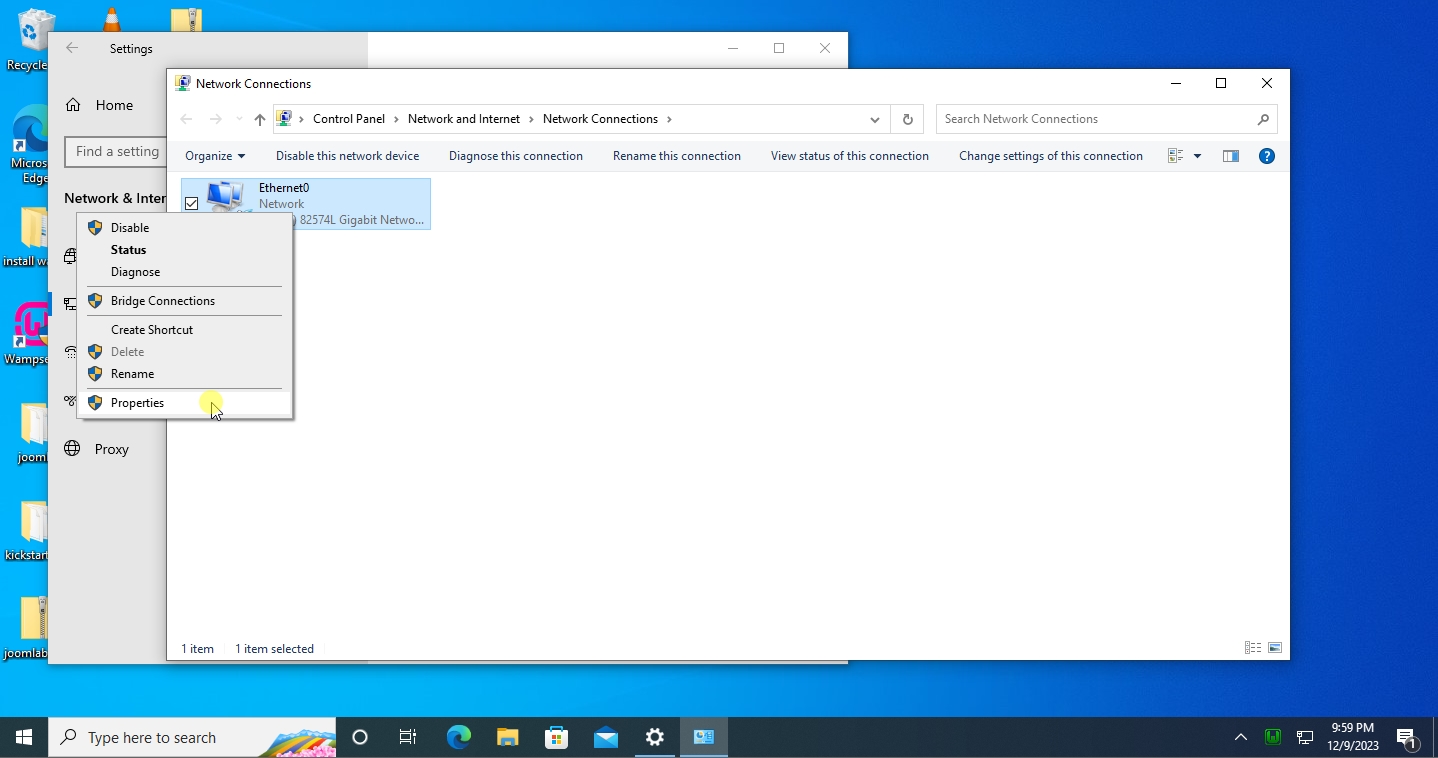 Recycle
Settings
Home
Find a setting
Network & Inter
Proxy
Microso
Edge
install wa
Wampse
joomla
kickstart
joomlab
Network Connections
Control Panel > Network and Internet > Network Connections >
Search Network Connections
Organize Disable this network device Diagnose this connection Rename this connection View status of this connection Change settings of this connection
Ethernet0
Network
82574L Gigabit Netwo...
Disable
Status
Diagnose
Bridge Connections
Create Shortcut
Delete
Rename
Properties
1 item 1 item selected
Type here to search
9:59 PM
12/9/2023
1